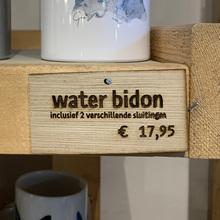 water bidon
inclusief 2 verschillende sluitingen
€ 17,95